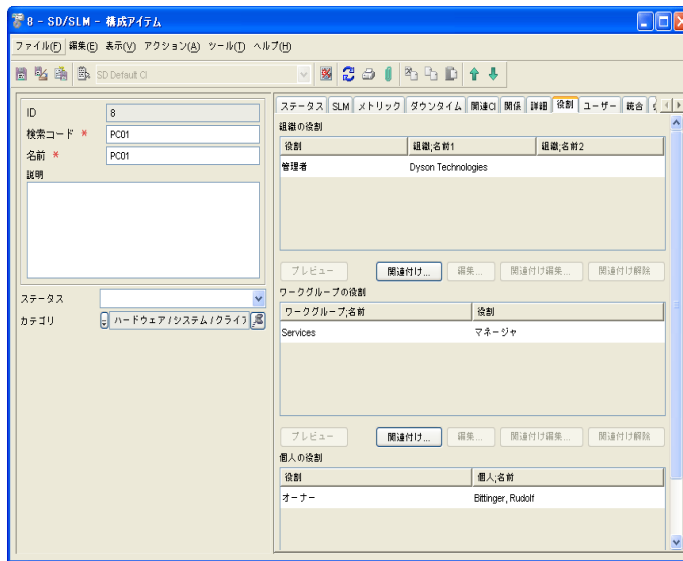 8 - SD/SLM - 構成アイテム
ファイル(F) 編集(E) 表示(V) アクション(A) ツール(T) ヘルプ(H)
SD Default CI
ID 8
検索コード * PC01
名前 * PC01
説明
ステータス
カテゴリ ハードウェア/システム/クライア
ステータス SLM メトリック ダウンタイム 関連CI 関係 詳細 役割 ユーザー 統合
組織の役割
役割 組織;名前1 組織;名前2
管理者 Dyson Technologies
プレビュー 関連付け... 編集... 関連付け編集... 関連付け解除
ワークグループの役割
ワークグループ;名前 役割
Services マネージャ
プレビュー 関連付け... 編集... 関連付け編集... 関連付け解除
個人の役割
役割 個人;名前
オーナー Bittinger, Rudolf